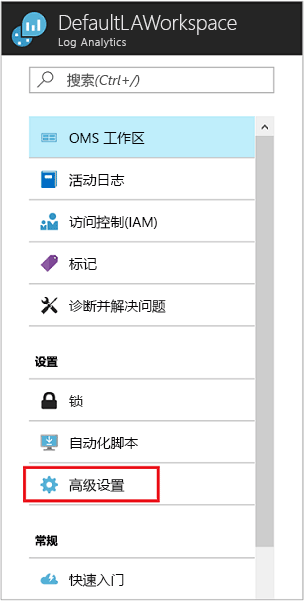 DefaultLAWorkspace
Log Analytics
搜索(Ctrl+/)
OMS 工作区
活动日志
访问控制(IAM)
标记
诊断并解决问题
设置
锁
自动化脚本
高级设置
常规
快速入门